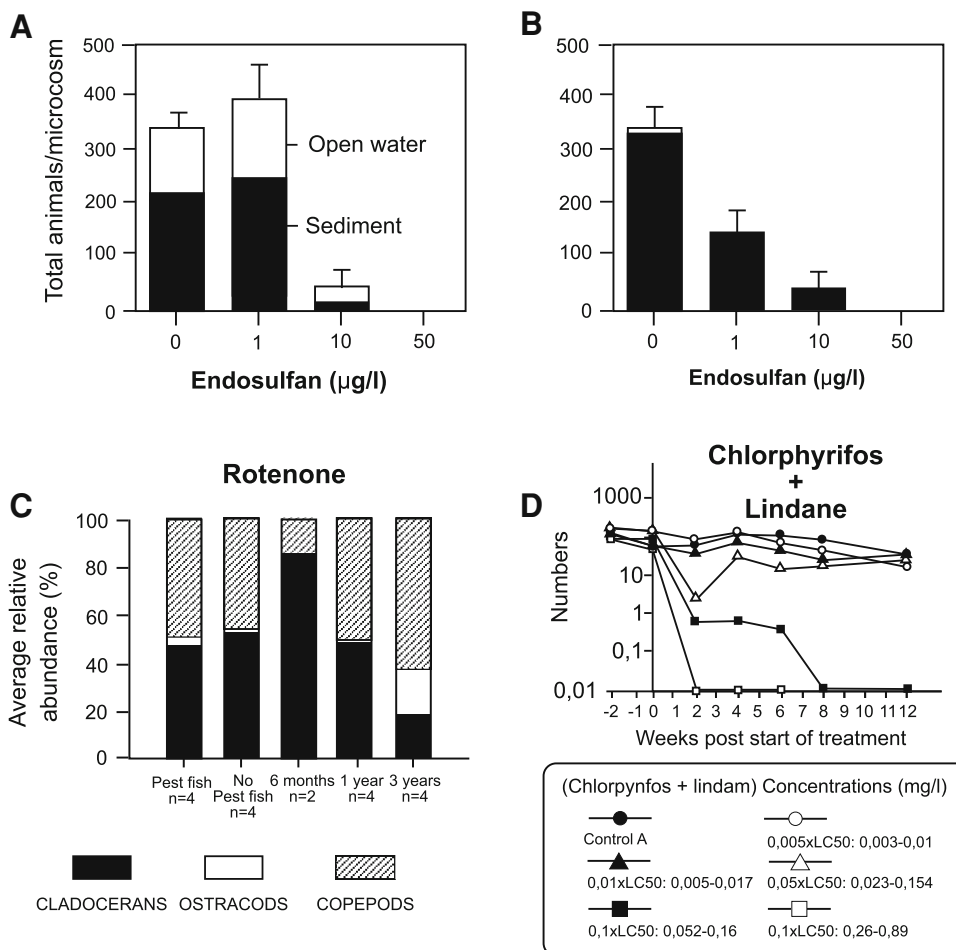 A
Total animals/microcosm
500
400
300
200
100
0
Open water
Sediment
0 1 10 50
Endosulfan (µg/l)
B
500
400
300
200
100
0
0 1 10 50
Endosulfan (µg/l)
C
Rotenone
Average relative
abundance (%)
100
80
60
40
20
0
Pest fish
n=4
No
Pest fish
n=4
6 months
n=2
1 year
n=4
3 years
n=4
CLADOCERANS OSTRACODS COPEPODS
D
Chlorphyrifos
+
Lindane
Numbers
1000
10
1
0,1
0,01
-2 -1 0 1 2 3 4 5 6 7 8 9 10 11 12
Weeks post start of treatment
(Chlorpynfos + lindam) Concentrations (mg/l)
Control A
0,005xLC50: 0,003-0,01
0,01xLC50: 0,005-0,017
0,05xLC50: 0,023-0,154
0,1xLC50: 0,052-0,16
0,1xLC50: 0,26-0,89